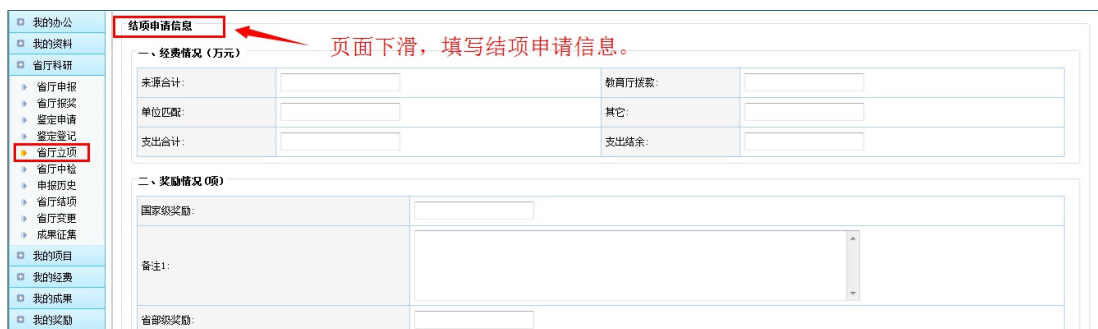 我的办公
我的资料
省厅科研
省厅申报
省厅报奖
鉴定申请
鉴定登记
省厅立项
省厅中检
申报历史
省厅结项
省厅变更
成果征集
我的项目
我的经费
我的成果
我的奖励
结项申请信息
页面下滑，填写结项申请信息。
一、经费情况（万元）
来源合计: 教育厅拨款:
单位匹配: 其它:
支出合计: 支出结余:
二、奖励情况(项)
国家级奖励:
备注1:
省部级奖励: